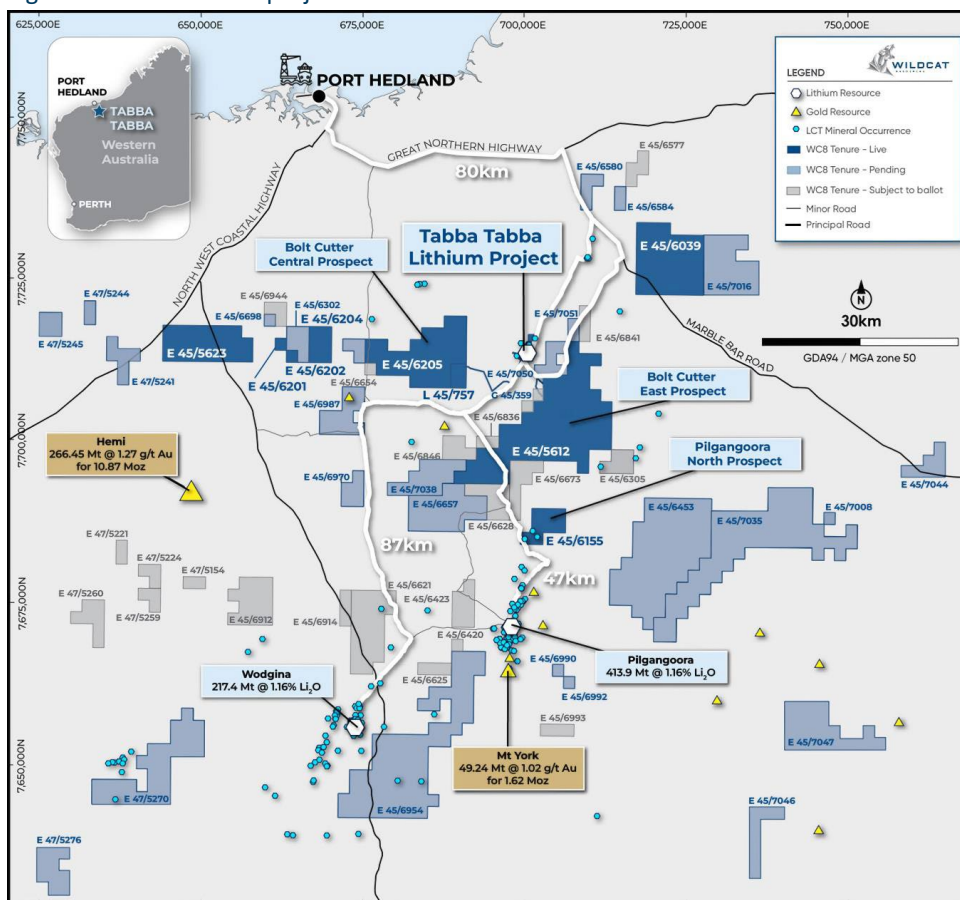 625,000E
650,000E
675,000E
700,000E
725,000E
750,000E
7,750,000N
7,725,000N
7,700,000N
7,675,000N
7,650,000N
PORT
HEDLAND
TABBA
TABBA
Western
Australia
PERTH
PORT HEDLAND
GREAT NORTHERN HIGHWAY
80km
NORTH WEST COASTAL HIGHWAY
MARBLE BAR ROAD
WILDCAT
RESOURCES
LEGEND
Lithium Resource
Gold Resource
LCT Mineral Occurrence
WC8 Tenure - Live
WC8 Tenure - Pending
WC8 Tenure - Subject to ballot
Minor Road
Principal Road
N
30km
GDA94 / MGA zone 50
E 45/6577
E 45/6580
E 45/6584
Bolt Cutter
Central Prospect
Tabba Tabba
Lithium Project
E 45/6039
E 45/7016
E 47/5244
E 47/5245
E 47/5241
E 45/6944
E 45/6302
E 45/6698
E 45/6204
E 45/5623
E 45/6202
E 45/6201
E 45/6205
E 45/7051
E 45/6841
E 45/7050
L 45/757
G 45/359
E 45/6654
E 45/6987
E 45/6836
Bolt Cutter
East Prospect
Hemi
266.45 Mt @ 1.27 g/t Au
for 10.87 Moz
E 45/5612
E 45/6846
E 45/6970
E 45/7038
E 45/6657
E 45/6673
E 45/6305
Pilgangoora
North Prospect
E 45/7044
E 45/6628
E 45/6155
E 45/6453
E 45/7035
E 45/7008
87km
47km
E 47/5221
E 47/5224
E 47/5154
E 47/5260
E 47/5259
E 45/6912
E 45/6914
E 45/6621
E 45/6423
E 45/6420
E 45/6625
Wodgina
217.4 Mt @ 1.16% Li₂O
Pilgangoora
413.9 Mt @ 1.16% Li₂O
E 45/6990
E 45/6992
E 45/6993
Mt York
49.24 Mt @ 1.02 g/t Au
for 1.62 Moz
E 45/7047
E 47/5270
E 45/6954
E 45/7046
E 47/5276